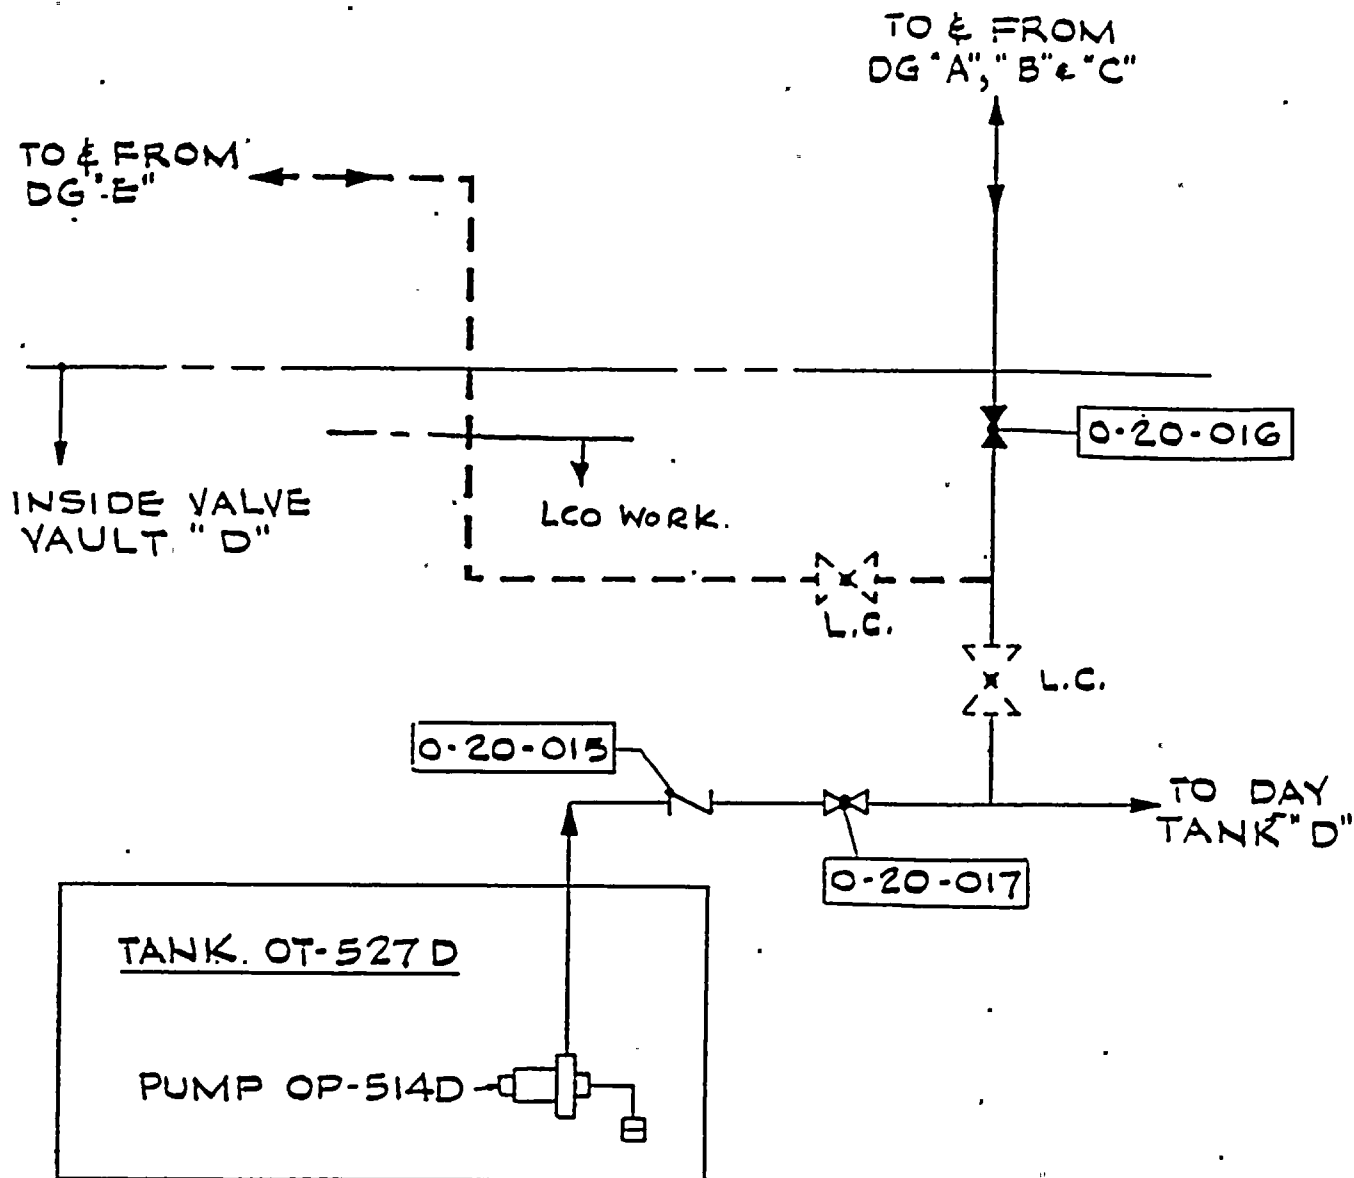 TO & FROM
DG "A", "B" & "C"
TO & FROM
DG "E"
0-20-016
INSIDE VALVE
VAULT "D"
LCO WORK.
L.C.
L.C.
0-20-015
TO DAY
TANK "D"
0-20-017
TANK. OT-527D
PUMP OP-514D